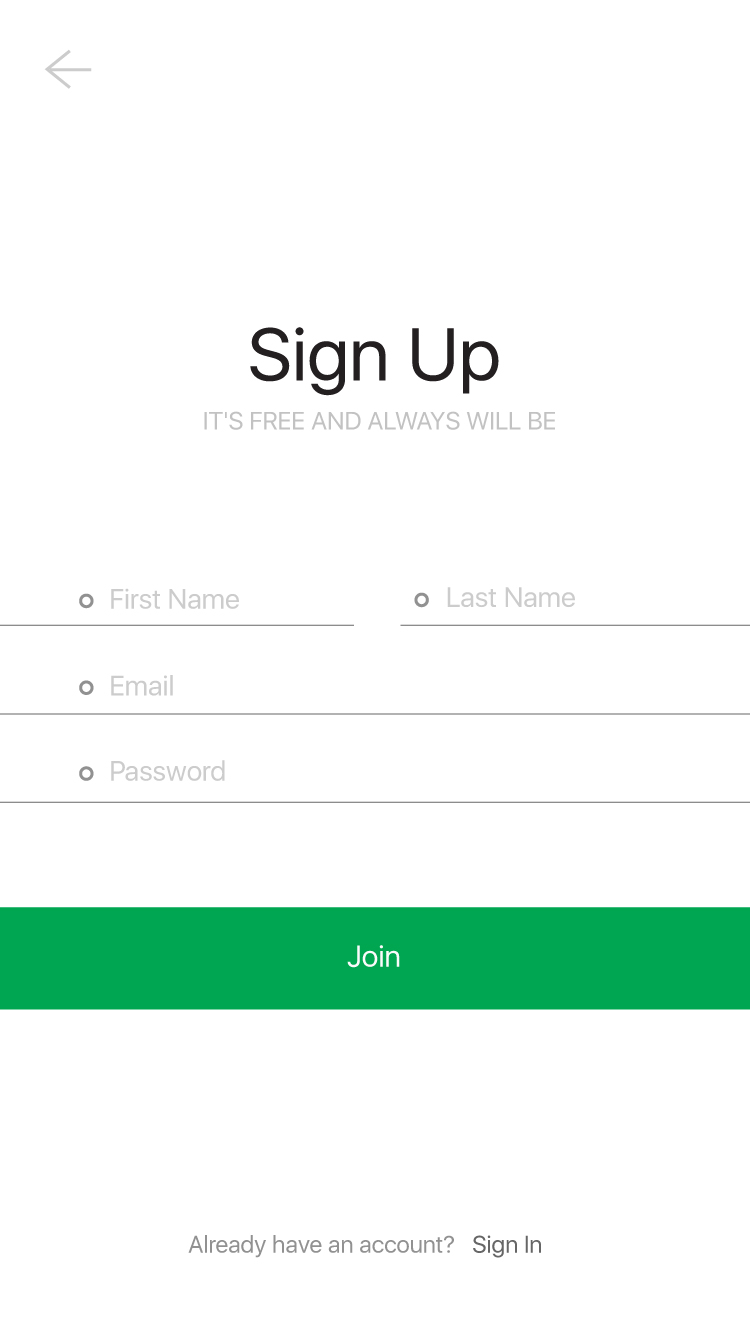 Sign Up
IT'S FREE AND ALWAYS WILL BE
First Name
Last Name
Email
Password
Join
Already have an account? Sign In